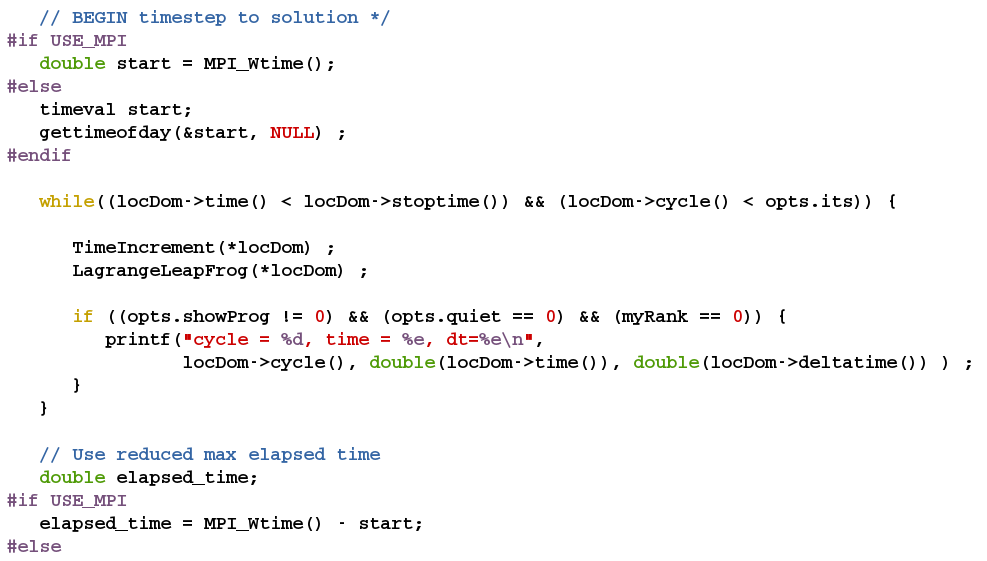 // BEGIN timestep to solution */
#if USE_MPI
   double start = MPI_Wtime();
#else
   timeval start;
   gettimeofday(&start, NULL) ;
#endif

   while((locDom->time() < locDom->stoptime()) && (locDom->cycle() < opts.its)) {

      TimeIncrement(*locDom) ;
      LagrangeLeapFrog(*locDom) ;

      if ((opts.showProg != 0) && (opts.quiet == 0) && (myRank == 0)) {
         printf("cycle = %d, time = %e, dt=%e\n",
                locDom->cycle(), double(locDom->time()), double(locDom->deltatime()) ) ;
      }
   }

   // Use reduced max elapsed time
   double elapsed_time;
#if USE_MPI
   elapsed_time = MPI_Wtime() - start;
#else